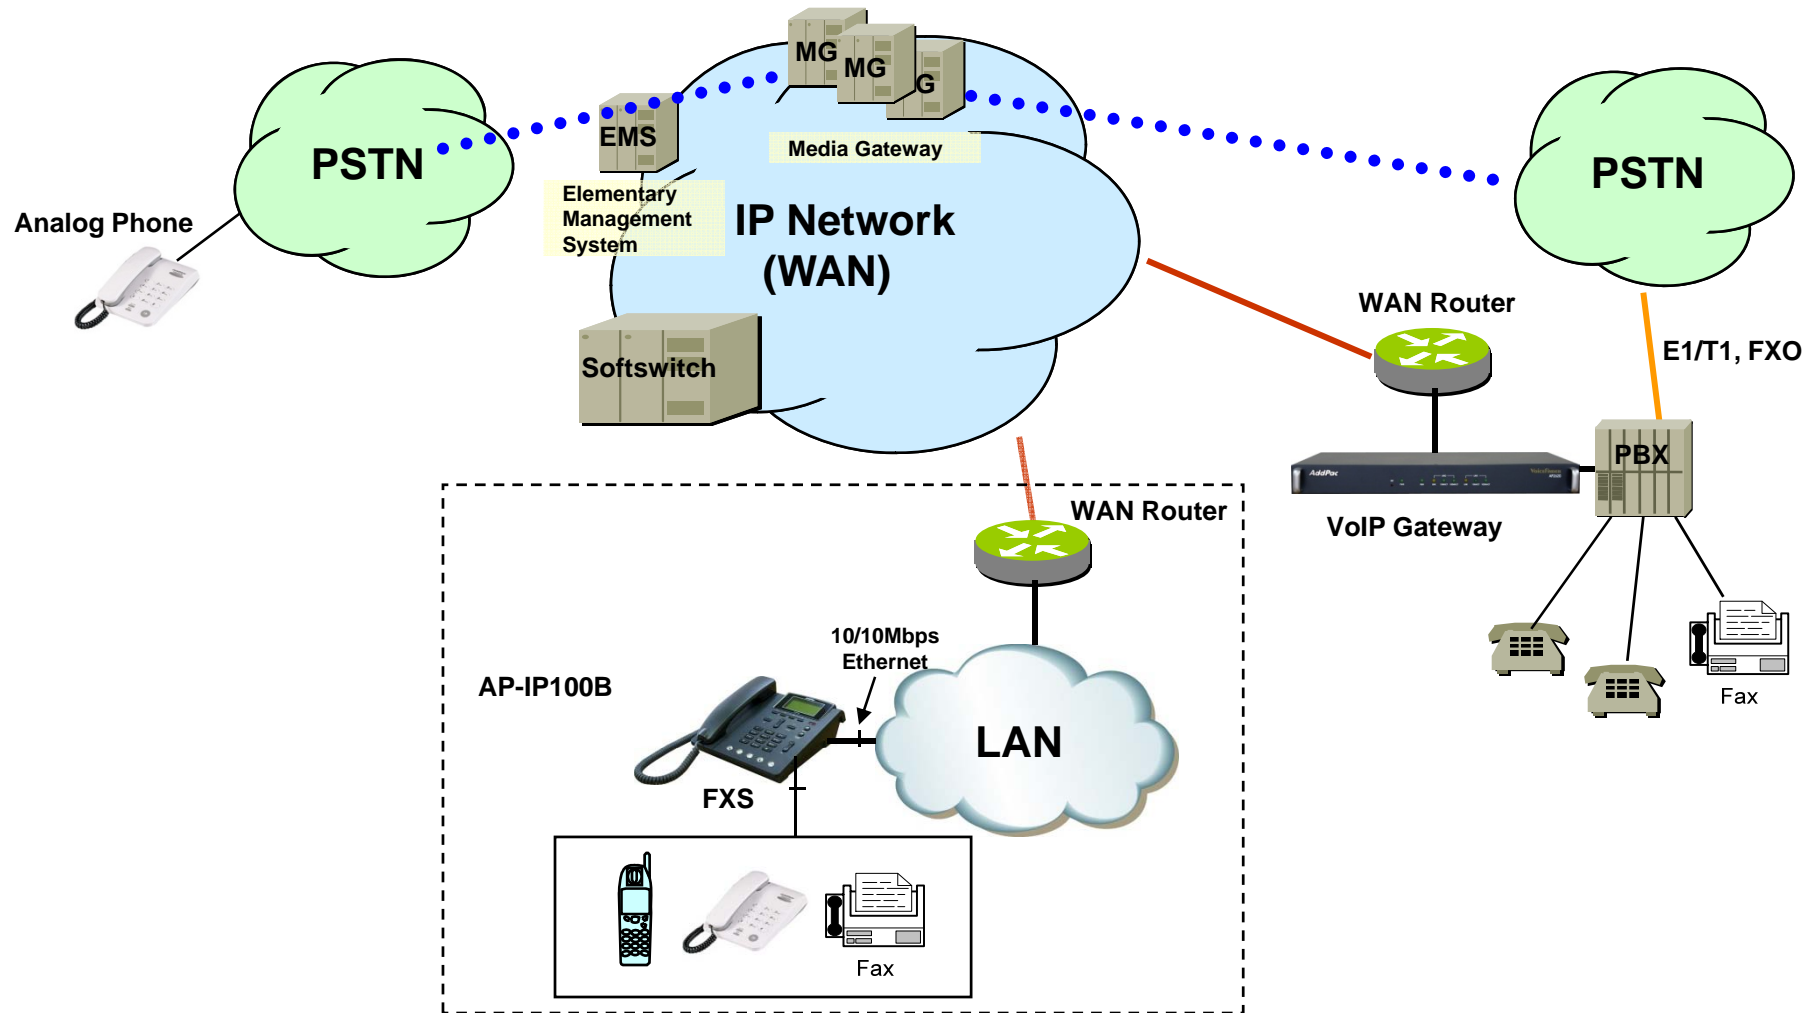 MG
MG
G
EMS
Media Gateway
PSTN
PSTN
Elementary
Management
System
IP Network
(WAN)
Analog Phone
WAN Router
E1/T1, FXO
Softswitch
PBX
AddPac
VoIP Gateway
WAN Router
10/10Mbps
Ethernet
AP-IP100B
LAN
FXS
Fax
Fax